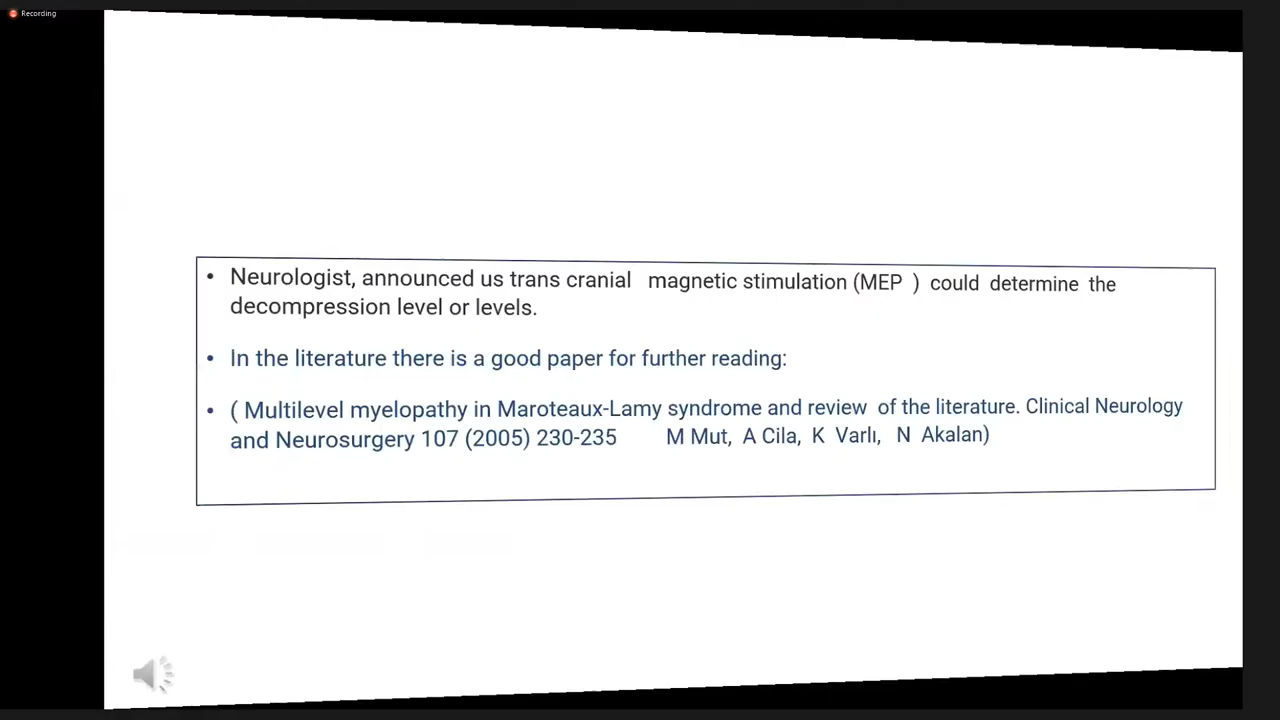 Recording
• Neurologist, announced us trans cranial magnetic stimulation (MEP ) could determine the
decompression level or levels.
• In the literature there is a good paper for further reading:
• ( Multilevel myelopathy in Maroteaux-Lamy syndrome and review of the literature. Clinical Neurology
and Neurosurgery 107 (2005) 230-235 M Mut, A Cila, K Varlı, N Akalan)